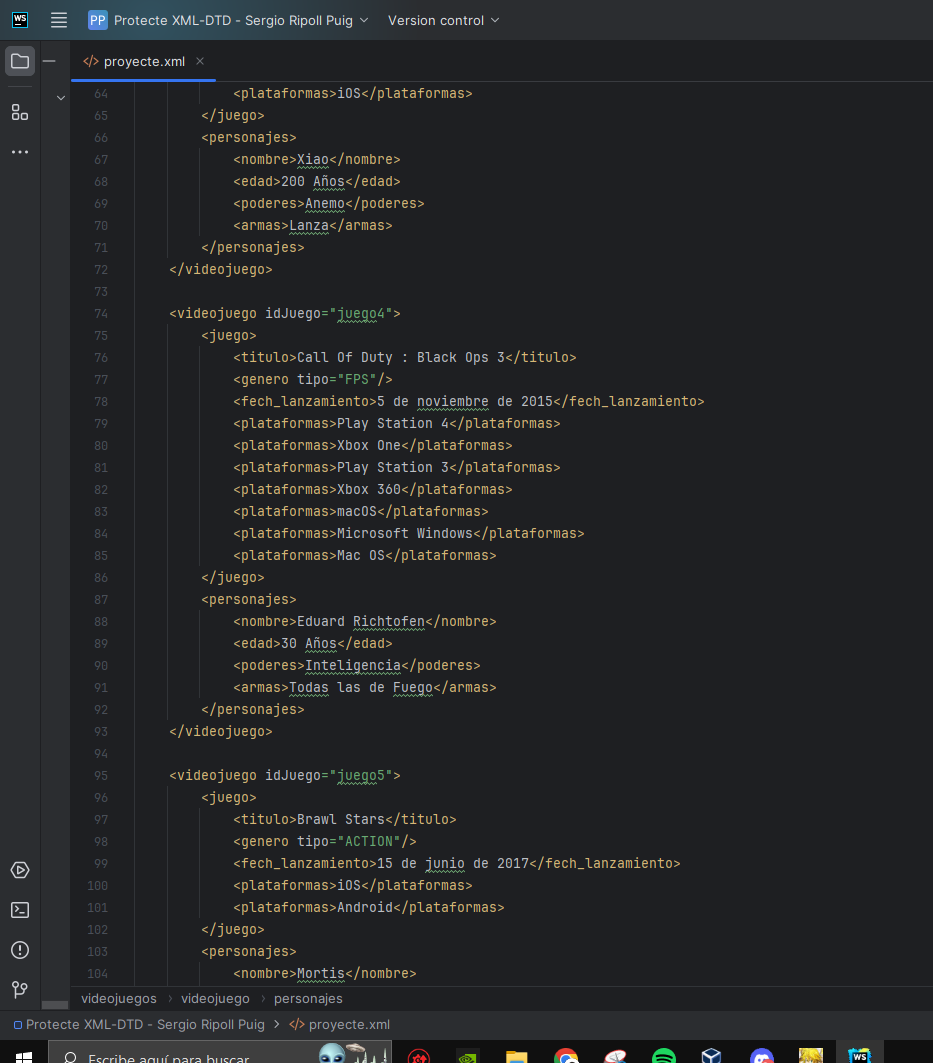 WS
PP Protecte XML-DTD - Sergio Ripoll Puig Version control
</> proyecte.xml ×
64 <plataformas>iOS</plataformas>
65 </juego>
66 <personajes>
67 <nombre>Xiao</nombre>
68 <edad>200 Años</edad>
69 <poderes>Anemo</poderes>
70 <armas>Lanza</armas>
71 </personajes>
72 </videojuego>
73
74 <videojuego idJuego="juego4">
75 <juego>
76 <titulo>Call Of Duty : Black Ops 3</titulo>
77 <genero tipo="FPS"/>
78 <fech_lanzamiento>5 de noviembre de 2015</fech_lanzamiento>
79 <plataformas>Play Station 4</plataformas>
80 <plataformas>Xbox One</plataformas>
81 <plataformas>Play Station 3</plataformas>
82 <plataformas>Xbox 360</plataformas>
83 <plataformas>macOS</plataformas>
84 <plataformas>Microsoft Windows</plataformas>
85 <plataformas>Mac OS</plataformas>
86 </juego>
87 <personajes>
88 <nombre>Eduard Richtofen</nombre>
89 <edad>30 Años</edad>
90 <poderes>Inteligencia</poderes>
91 <armas>Todas las de Fuego</armas>
92 </personajes>
93 </videojuego>
94
95 <videojuego idJuego="juego5">
96 <juego>
97 <titulo>Brawl Stars</titulo>
98 <genero tipo="ACTION"/>
99 <fech_lanzamiento>15 de junio de 2017</fech_lanzamiento>
100 <plataformas>iOS</plataformas>
101 <plataformas>Android</plataformas>
102 </juego>
103 <personajes>
104 <nombre>Mortis</nombre>
videojuegos > videojuego > personajes
Protecte XML-DTD - Sergio Ripoll Puig > </> proyecte.xml
Escribe aquí para buscar
WS